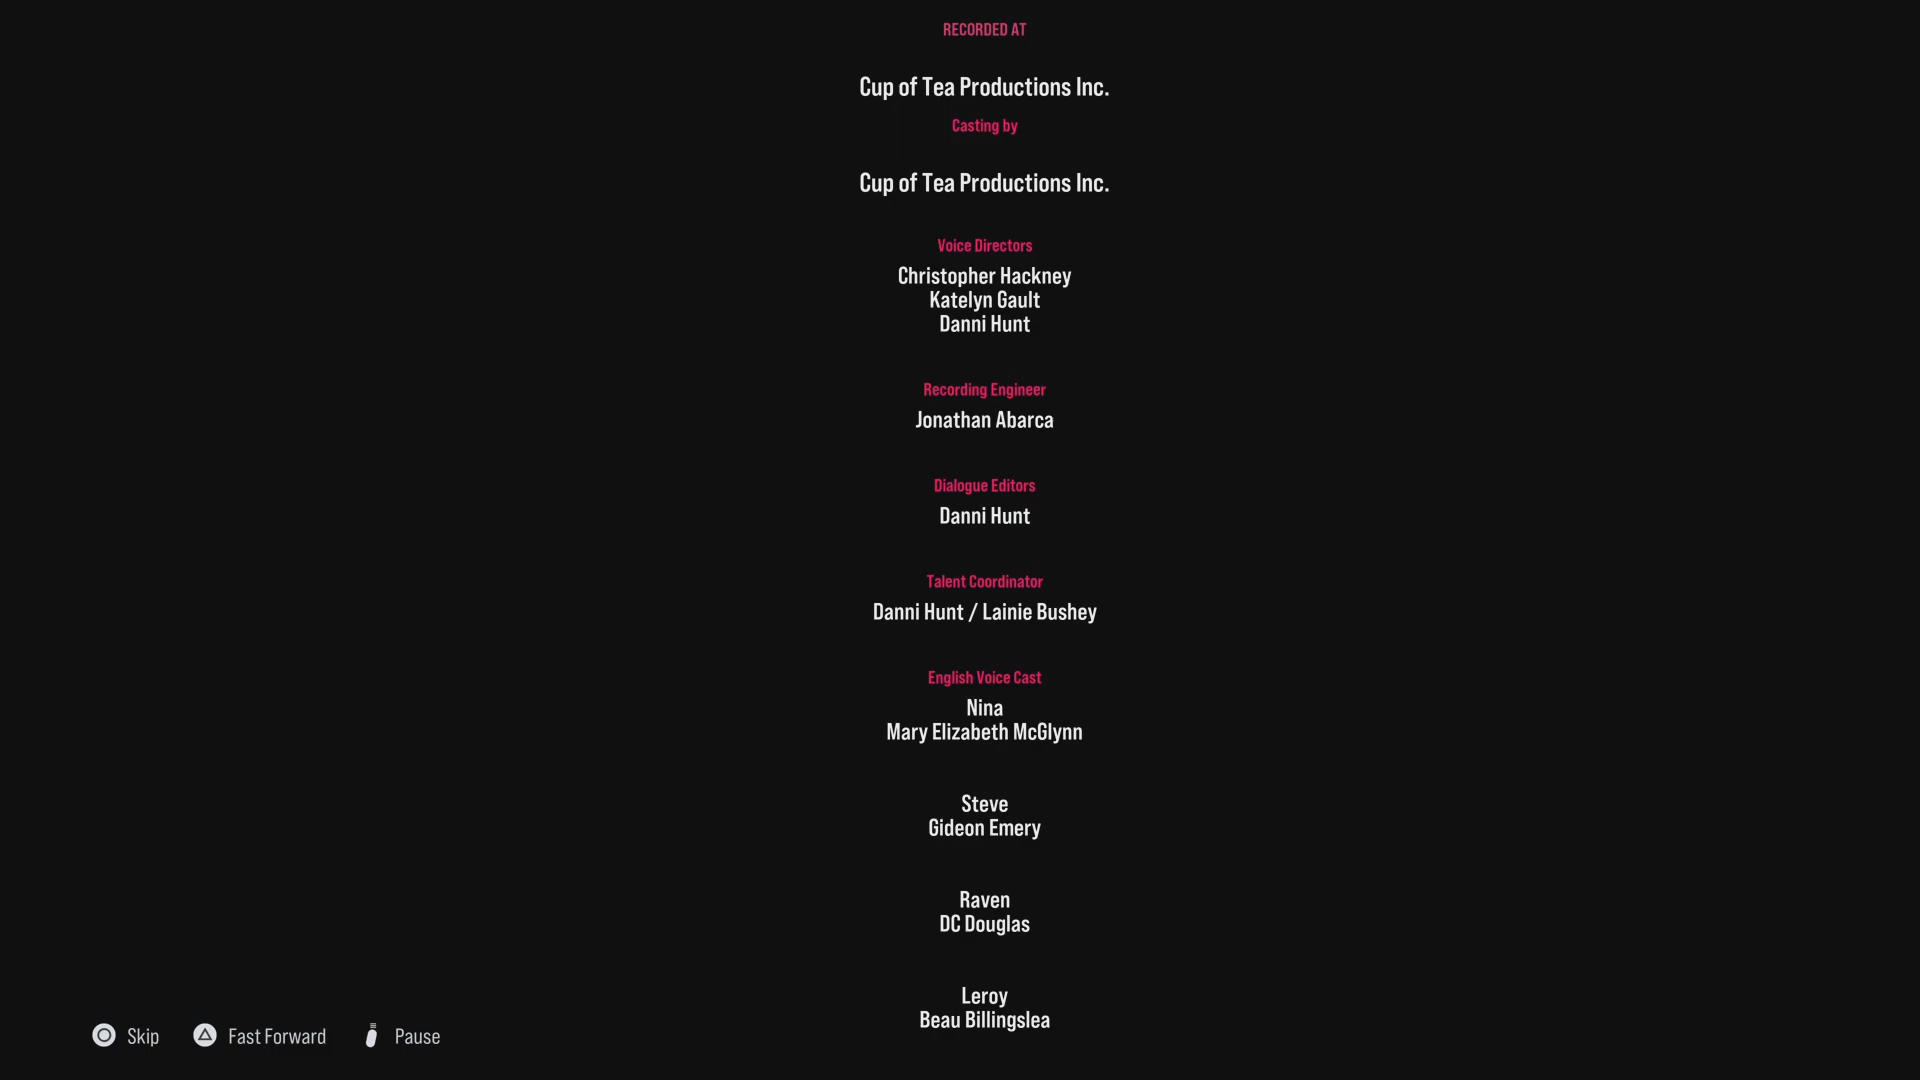 RECORDED AT
Cup of Tea Productions Inc.
Casting by
Cup of Tea Productions Inc.
Voice Directors
Christopher Hackney
Katelyn Gault
Danni Hunt
Recording Engineer
Jonathan Abarca
Dialogue Editors
Danni Hunt
Talent Coordinator
Danni Hunt / Lainie Bushey
English Voice Cast
Nina
Mary Elizabeth McGlynn
Steve
Gideon Emery
Raven
DC Douglas
Leroy
Beau Billingslea
Skip Fast Forward Pause